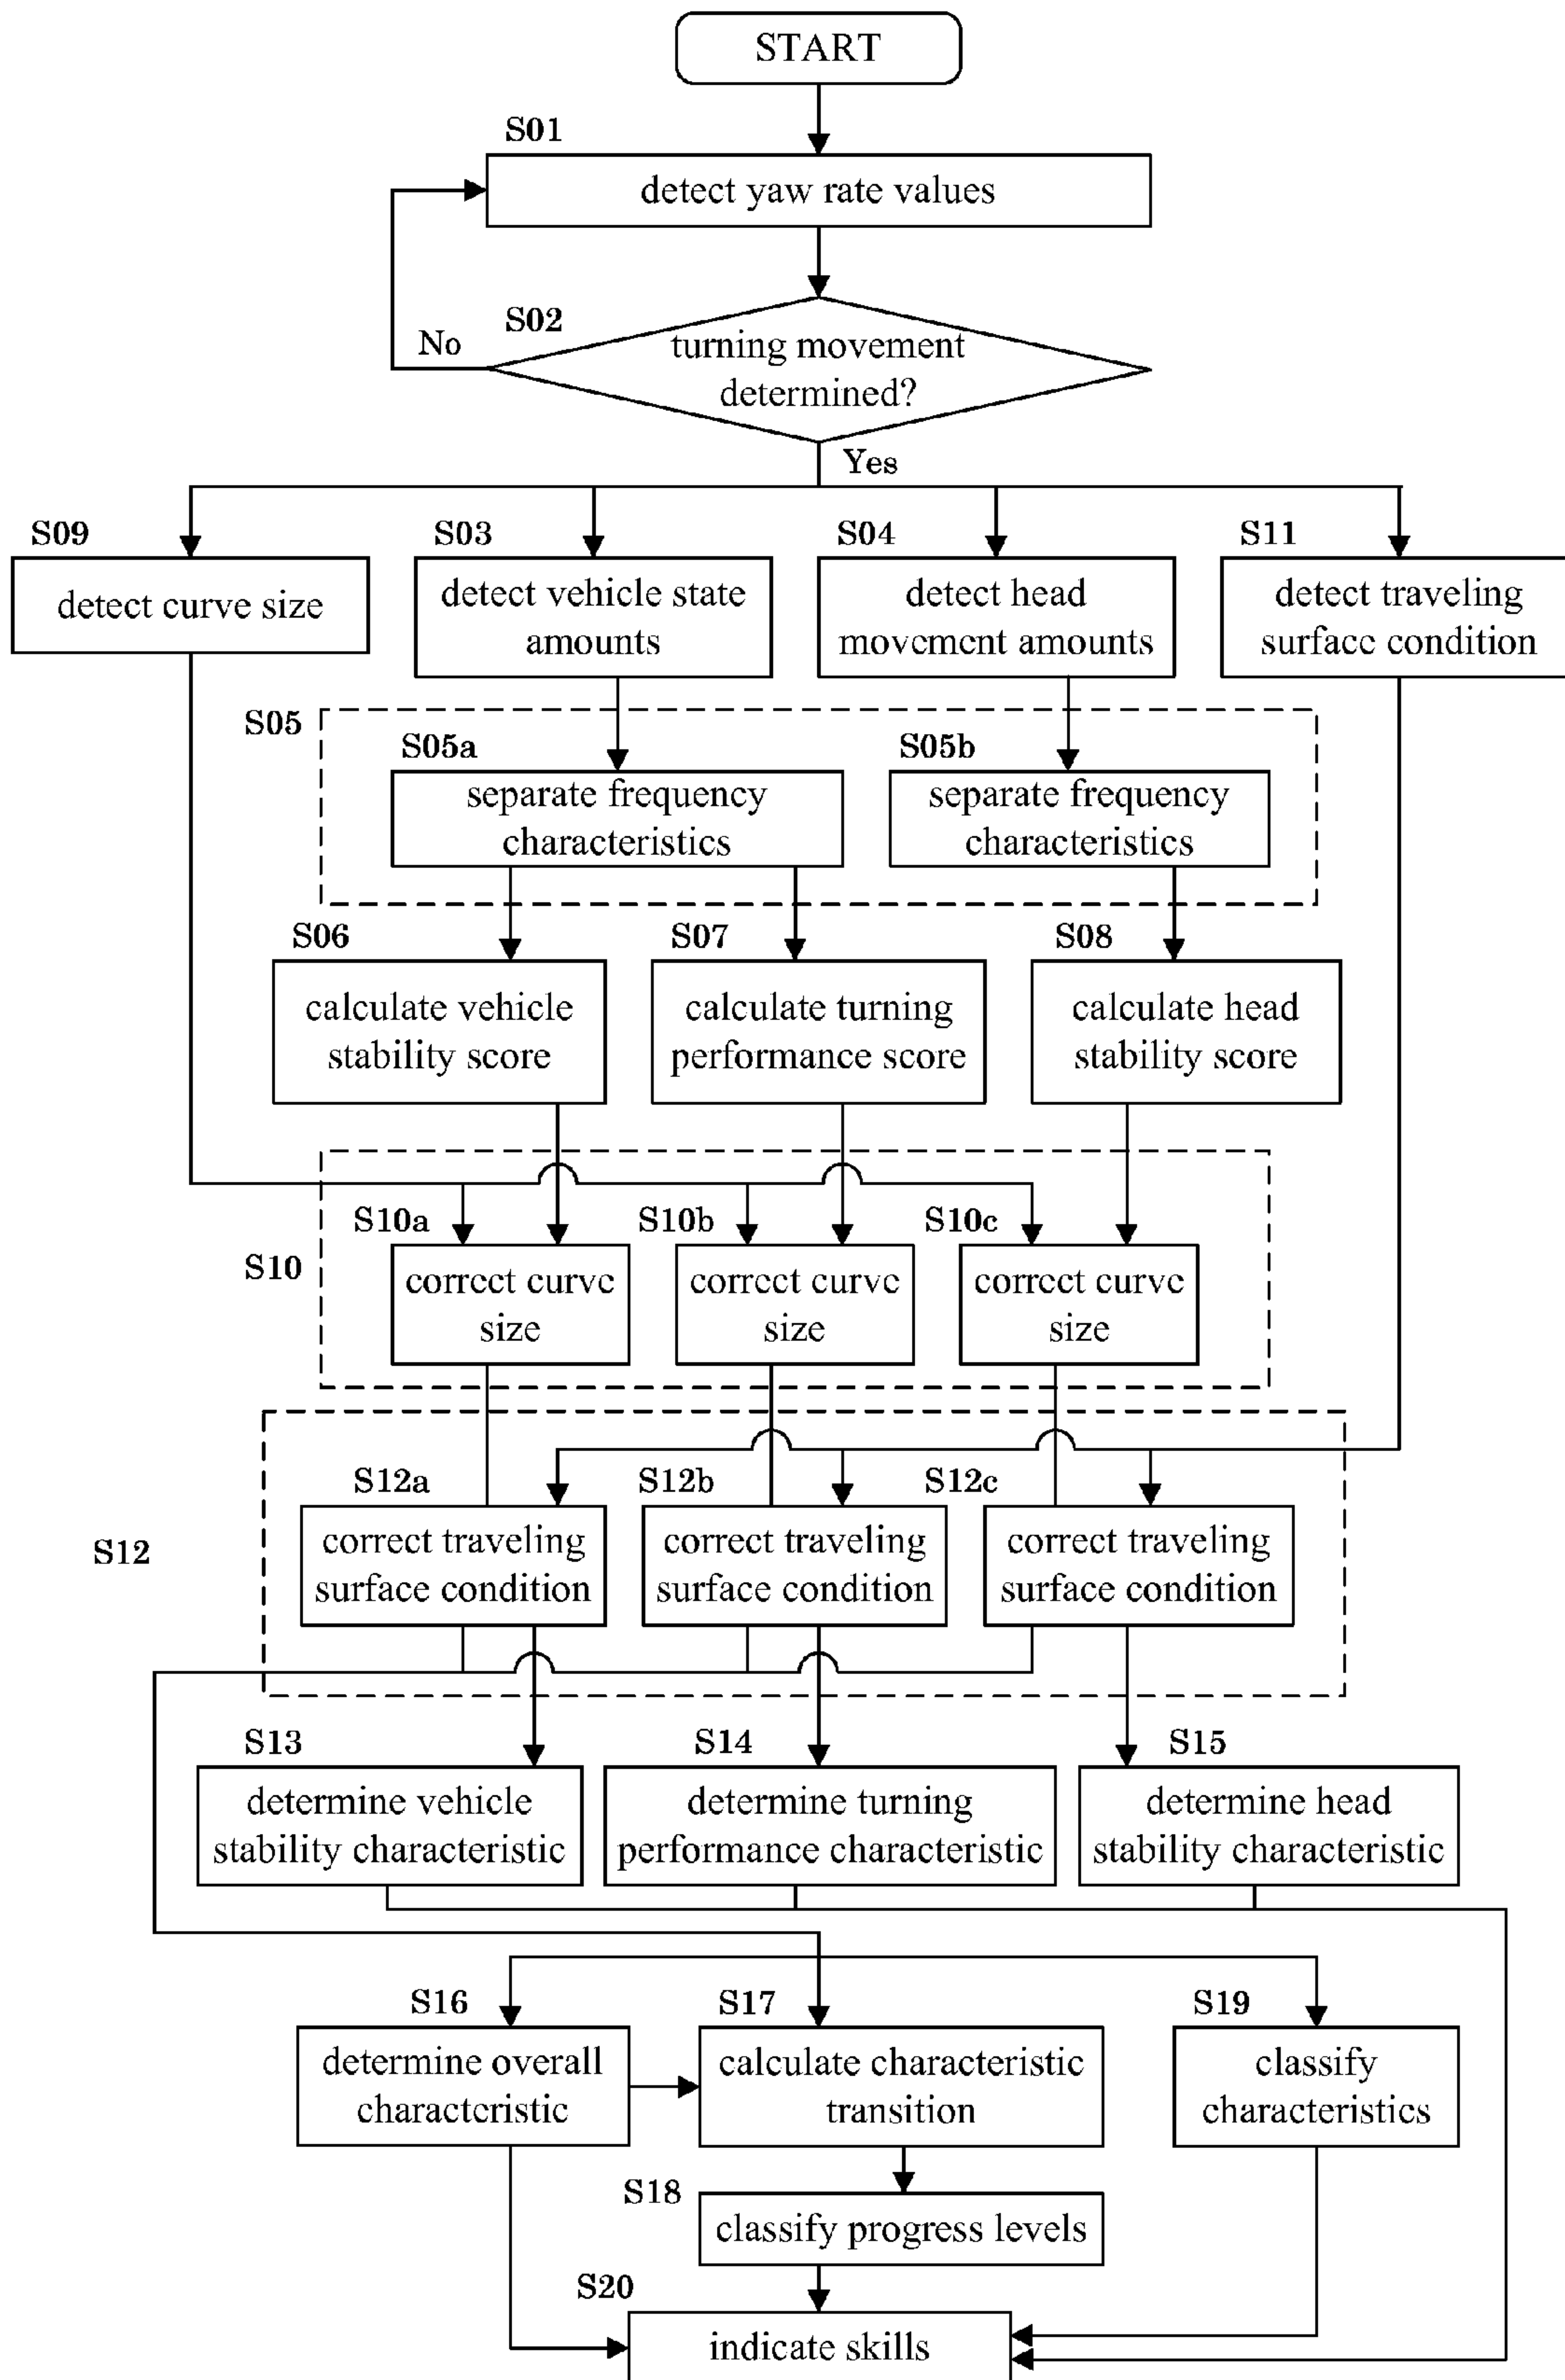 START
S01
detect yaw rate values
S02
No
turning movement
determined?
Yes
S09
detect curve size
S03
detect vehicle state
amounts
S04
detect head
movement amounts
S11
detect traveling
surface condition
S05
S05a
separate frequency
characteristics
S05b
separate frequency
characteristics
S06
calculate vehicle
stability score
S07
calculate turning
performance score
S08
calculate head
stability score
S10
S10a
correct curve
size
S10b
correct curve
size
S10c
correct curve
size
S12
S12a
correct traveling
surface condition
S12b
correct traveling
surface condition
S12c
correct traveling
surface condition
S13
determine vehicle
stability characteristic
S14
determine turning
performance characteristic
S15
determine head
stability characteristic
S16
determine overall
characteristic
S17
calculate characteristic
transition
S19
classify
characteristics
S18
classify progress levels
S20
indicate skills